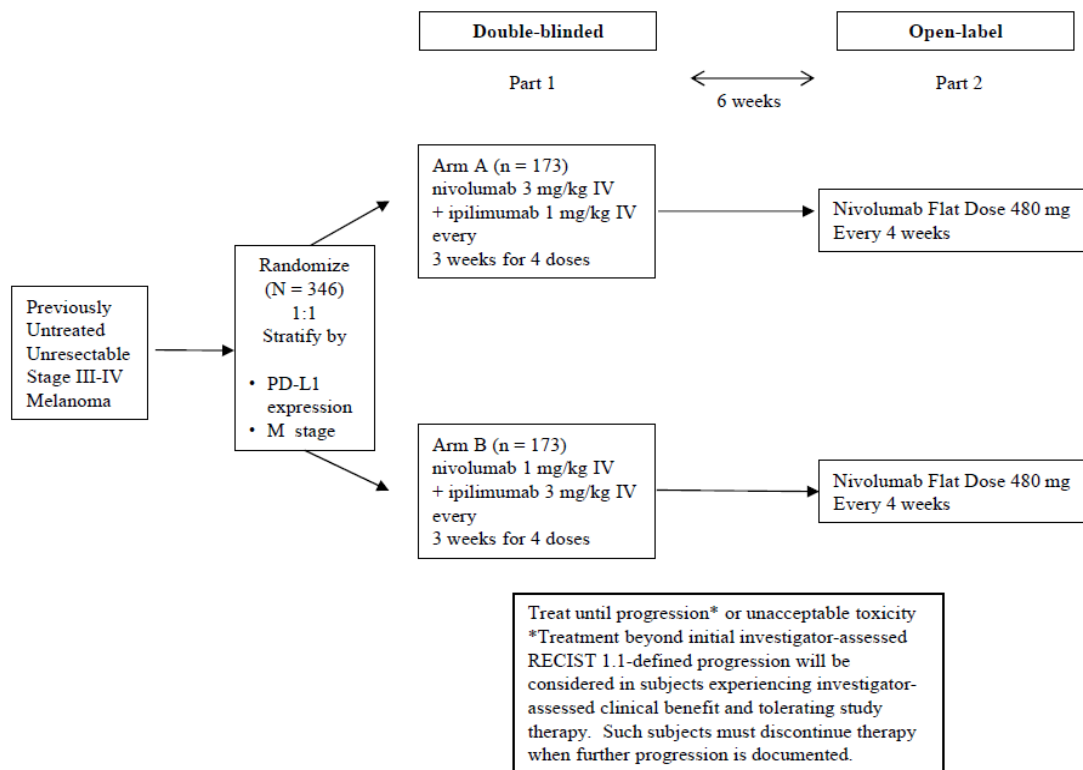 Double-blinded
Open-label
Part 1
6 weeks
Part 2
Previously
Untreated
Unresectable
Stage III-IV
Melanoma
Randomize
(N = 346)
1:1
Stratify by
• PD-L1
expression
• M stage
Arm A (n = 173)
nivolumab 3 mg/kg IV
+ ipilimumab 1 mg/kg IV
every
3 weeks for 4 doses
Nivolumab Flat Dose 480 mg
Every 4 weeks
Arm B (n = 173)
nivolumab 1 mg/kg IV
+ ipilimumab 3 mg/kg IV
every
3 weeks for 4 doses
Nivolumab Flat Dose 480 mg
Every 4 weeks
Treat until progression* or unacceptable toxicity
*Treatment beyond initial investigator-assessed
RECIST 1.1-defined progression will be
considered in subjects experiencing investigator-
assessed clinical benefit and tolerating study
therapy.  Such subjects must discontinue therapy
when further progression is documented.